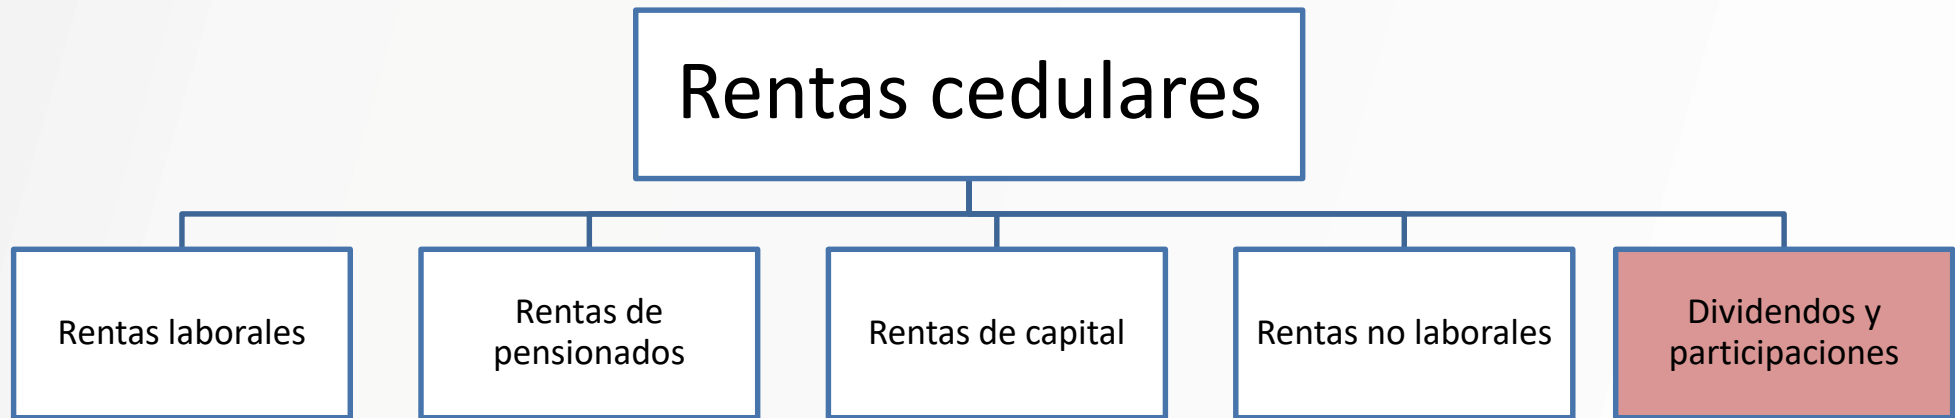 Rentas cedulares
Rentas laborales
Rentas de
pensionados
Rentas de capital
Rentas no laborales
Dividendos y
participaciones